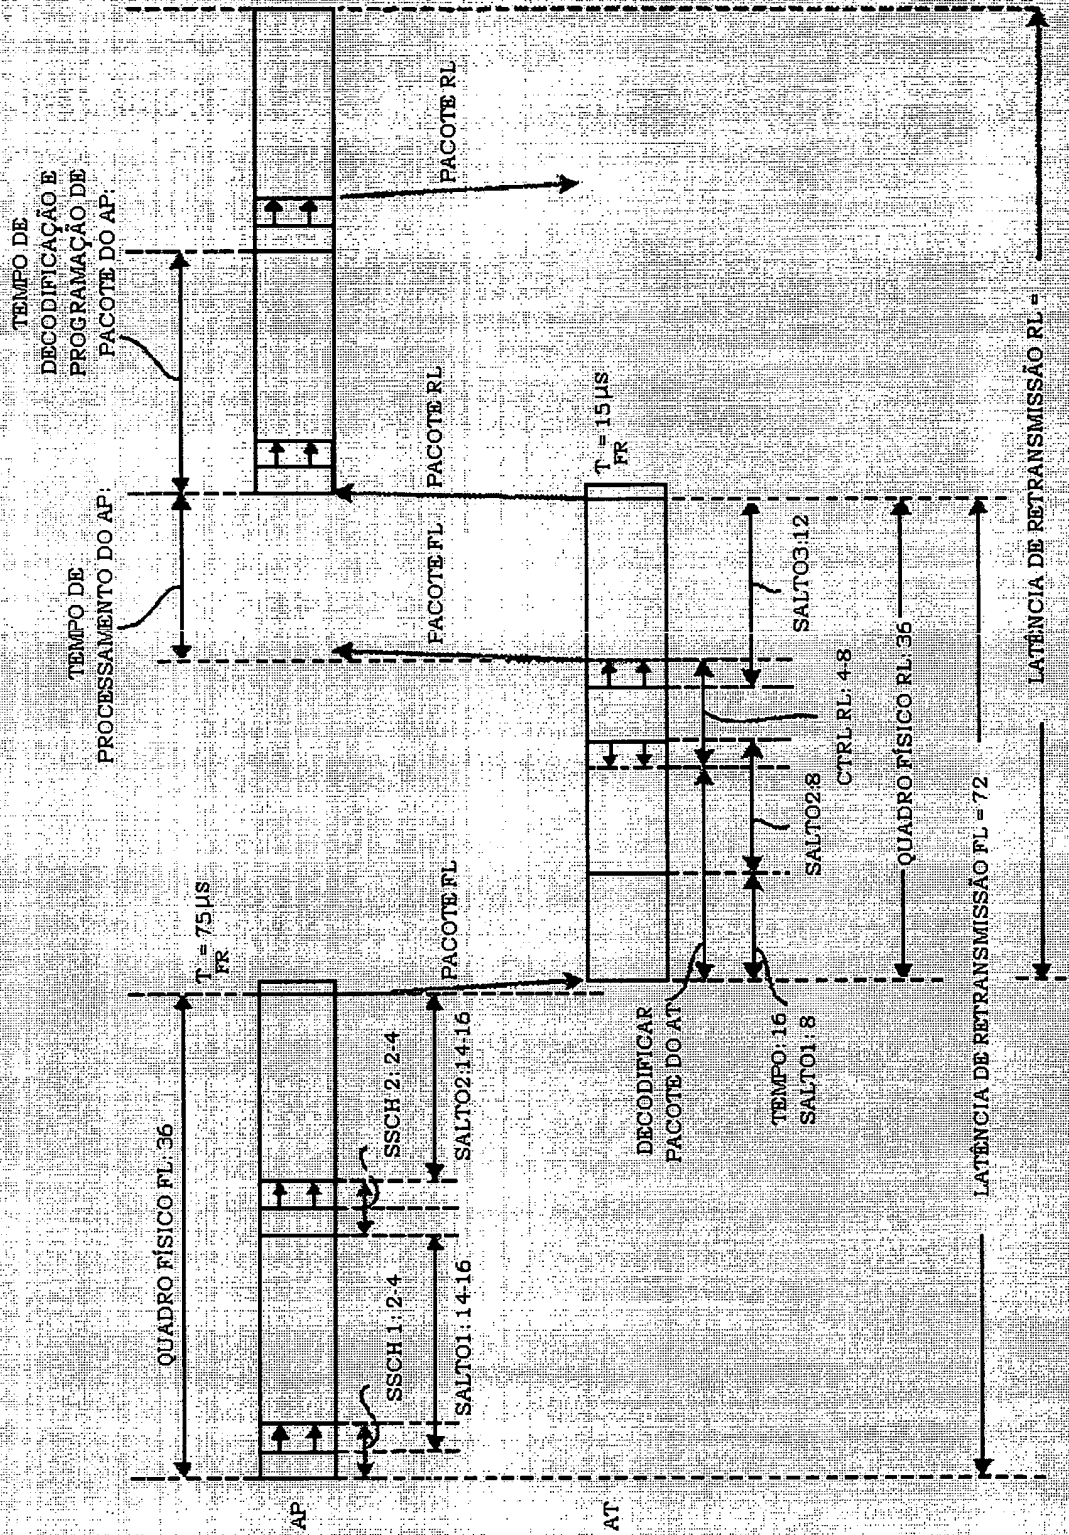 AP
AT
QUADRO FÍSICO FL: 36
T = 75µs
FR
SSCH 1: 2-4
SALTO1: 14-16
SSCH 2: 2-4
SALTO2:14-16
PACOTE FL
TEMPO DE
PROCESSAMENTO DO AP:
TEMPO DE
DECODIFICAÇÃO E
PROGRAMAÇÃO DE
PACOTE DO AP:
PACOTE FL
PACOTE RL
PACOTE RL
T = 15µs
FR
DECODIFICAR
PACOTE DO AT
TEMPO: 16
SALTO1: 8
SALTO2:8
CTRL RL: 4-8
SALTO3:12
QUADRO FÍSICO RL: 36
LATÊNCIA DE RETRANSMISSÃO FL = 72
LATÊNCIA DE RETRANSMISSÃO RL =